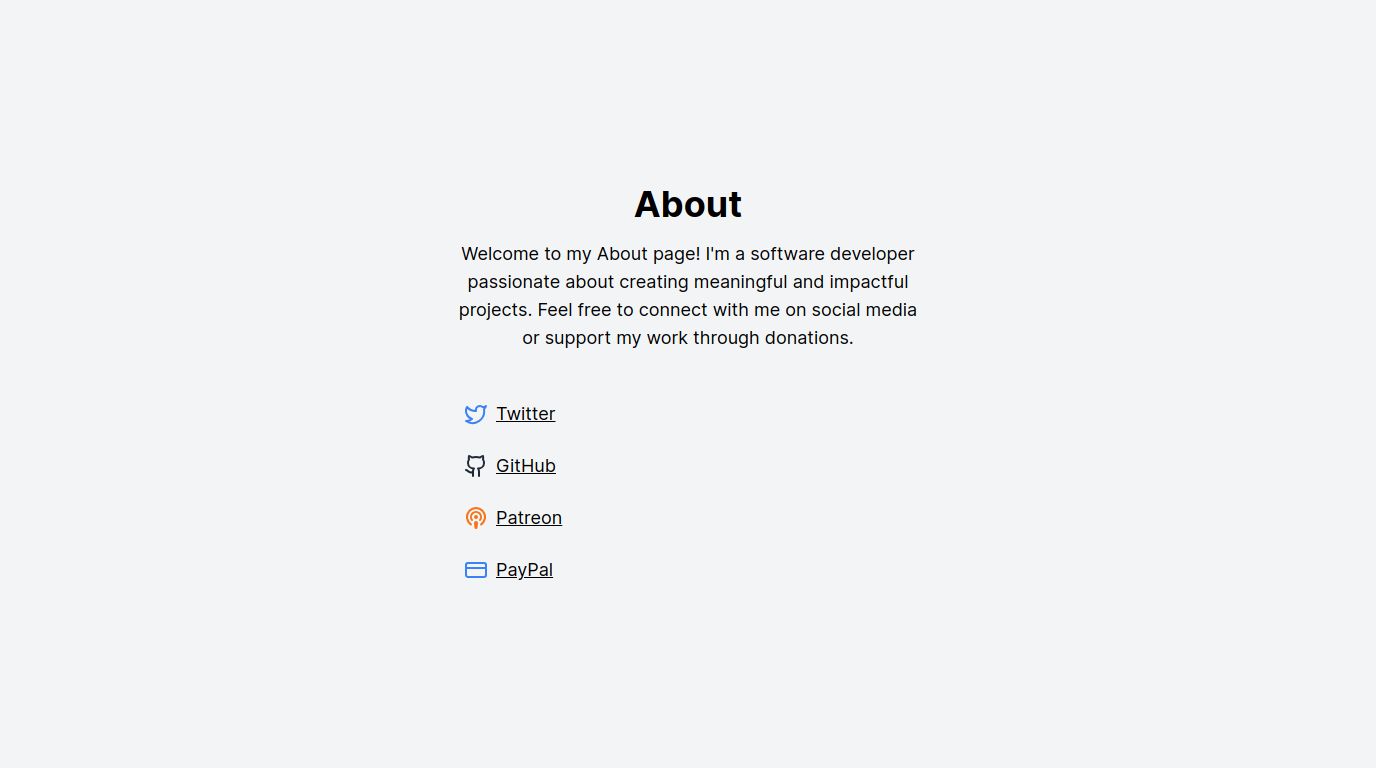 About
Welcome to my About page! I'm a software developer
passionate about creating meaningful and impactful
projects. Feel free to connect with me on social media
or support my work through donations.
Twitter
GitHub
Patreon
PayPal